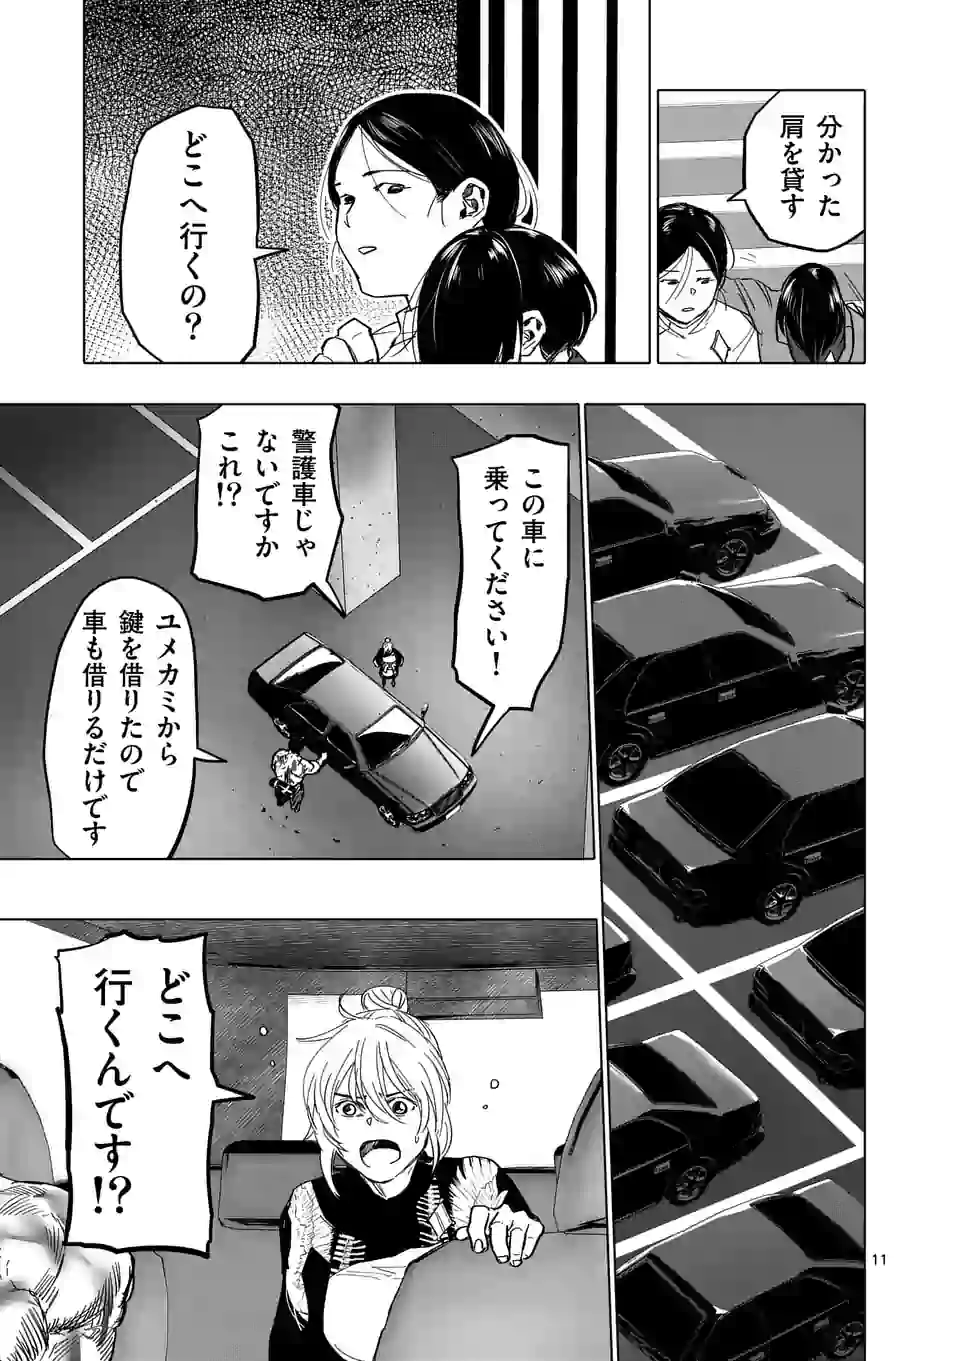 分かった
肩を貸す
どこへ行くの?
この車に
乗ってください!
警護車じゃ
ないですか
これ!?
ユメカミから
鍵を借りたので
車も借りるだけです
どこへ
行くんです!?
11